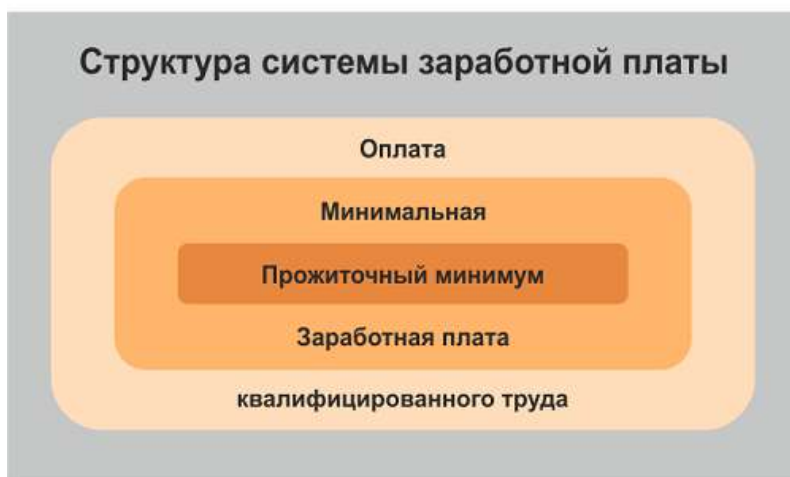 Структура системы заработной платы
Оплата
Минимальная
Прожиточный минимум
Заработная плата
квалифицированного труда